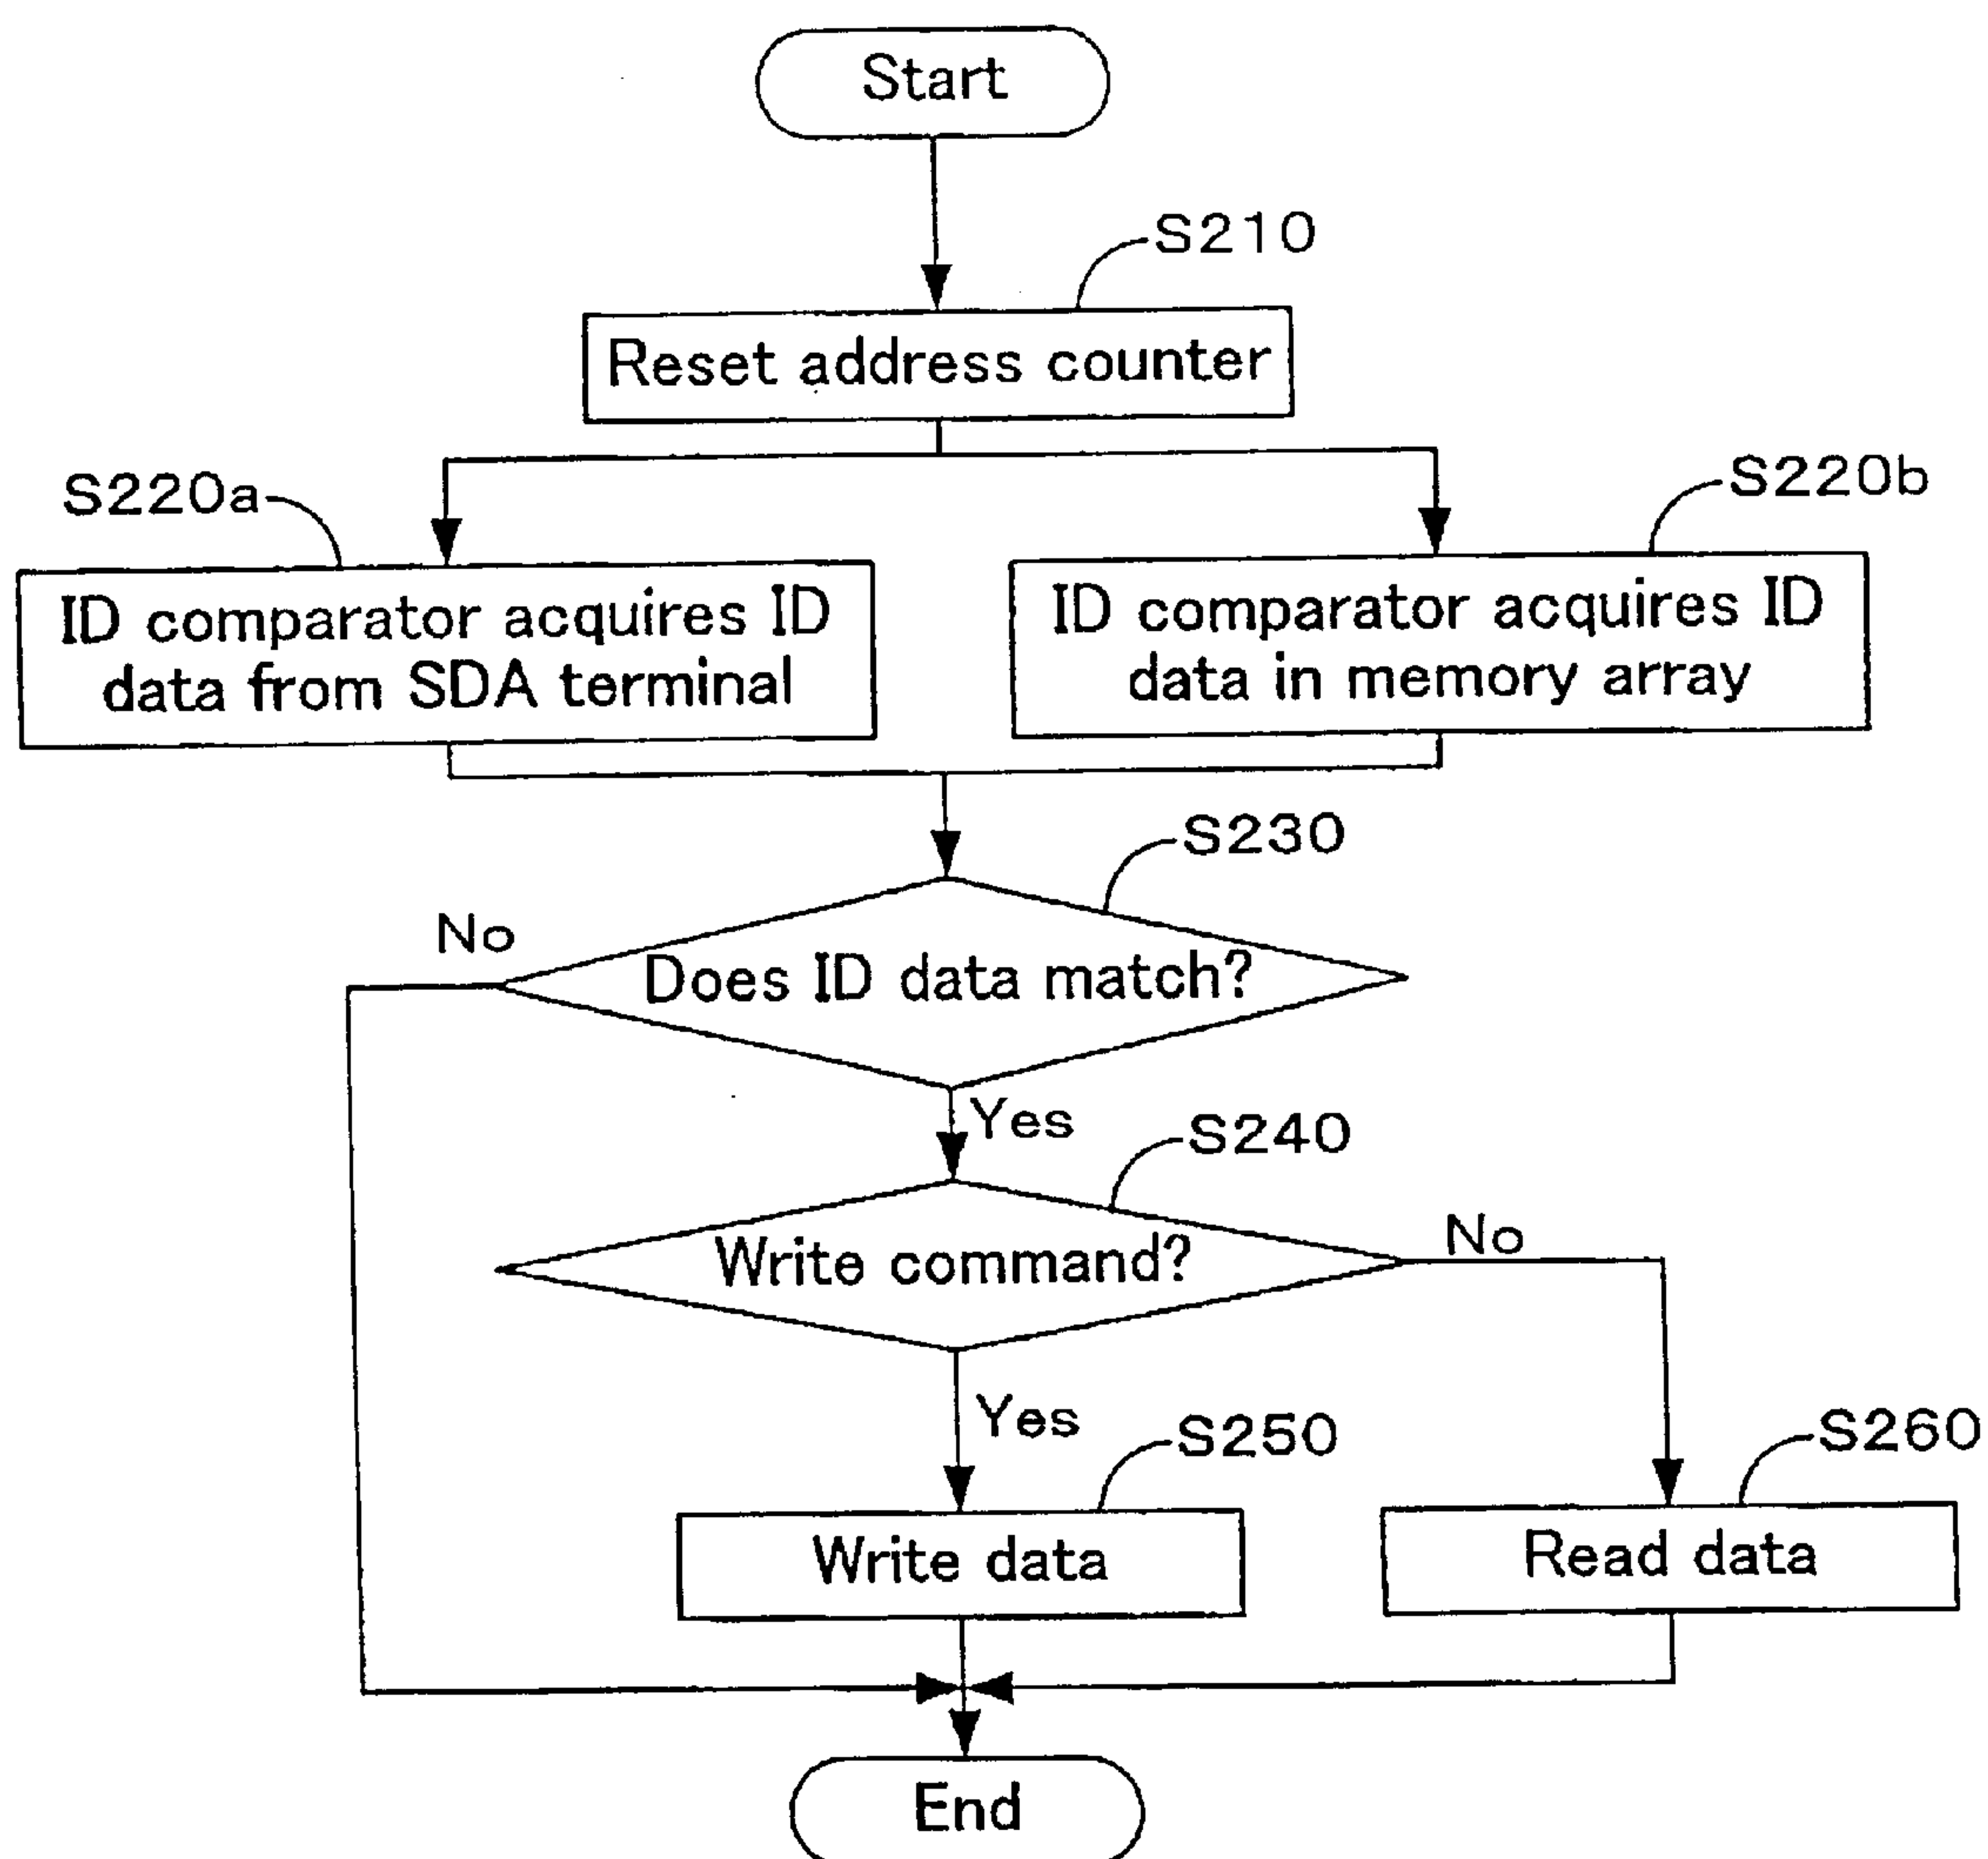 Start
S210
Reset address counter
S220a
S220b
ID comparator acquires ID
data from SDA terminal
ID comparator acquires ID
data in memory array
S230
No
Does ID data match?
Yes
S240
No
Write command?
Yes
S250
S260
Write data
Read data
End